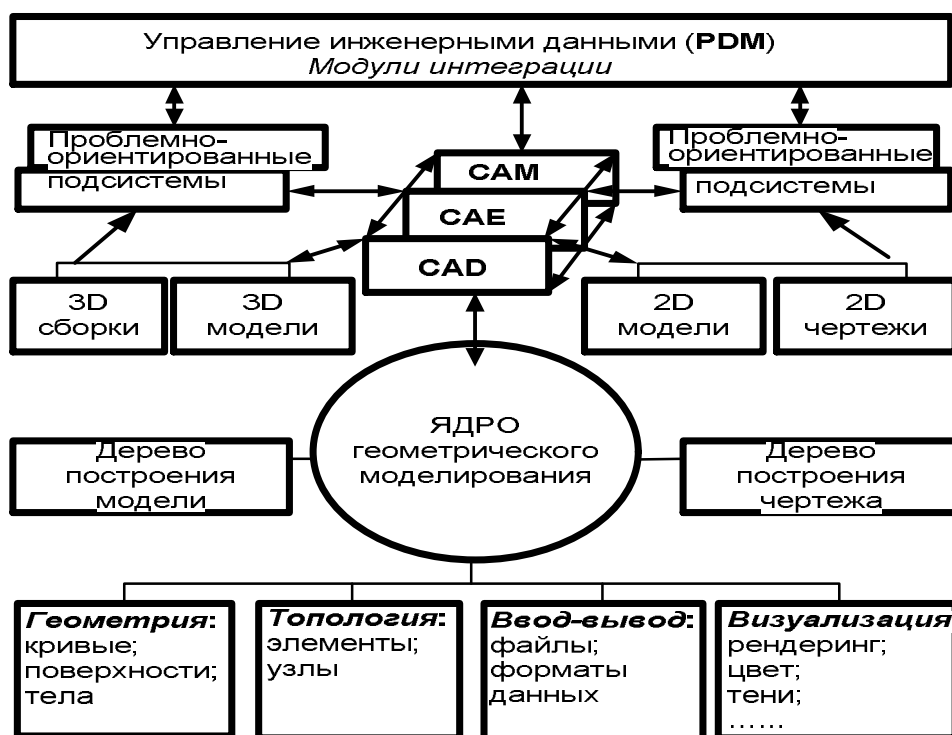 Управление инженерными данными (PDM)
Модули интеграции
Проблемно-
ориентированные
подсистемы
Проблемно-
ориентированные
подсистемы
CAM
CAE
CAD
3D
сборки
3D
модели
2D
модели
2D
чертежи
ЯДРО
геометрического
моделирования
Дерево
построения
модели
Дерево
построения
чертежа
Геометрия:
кривые;
поверхности;
тела
Топология:
элементы;
узлы
Ввод-вывод:
файлы;
форматы
данных
Визуализация
рендеринг;
цвет;
тени;
……